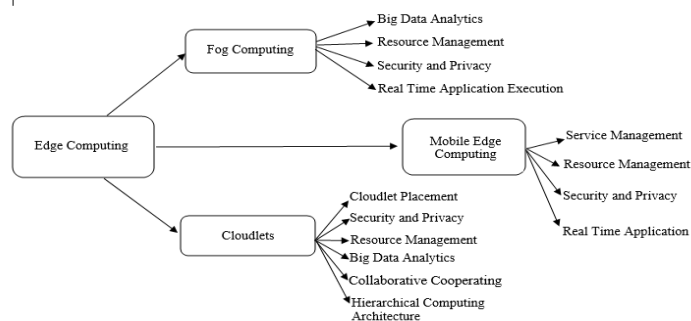 Edge Computing
Fog Computing
Big Data Analytics
Resource Management
Security and Privacy
Real Time Application Execution
Mobile Edge
Computing
Service Management
Resource Management
Security and Privacy
Real Time Application
Cloudlets
Cloudlet Placement
Security and Privacy
Resource Management
Big Data Analytics
Collaborative Cooperating
Hierarchical Computing
Architecture